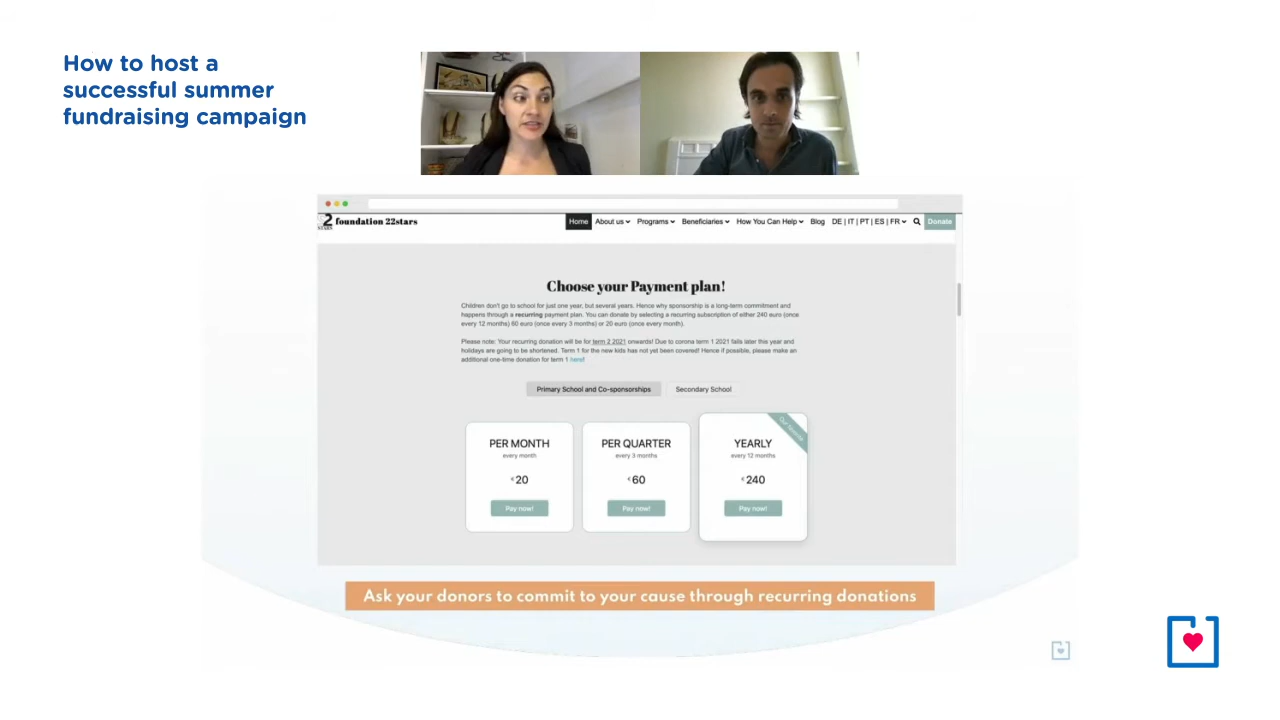 How to host a
successful summer
fundraising campaign
2
foundation 22stars
Home About us Programs Beneficiaries How You Can Help Blog DE | IT | PT | ES | FR Donate
Choose your Payment plan!
Children don't go to school for just one year, but several years. Hence why sponsorship is a long-term commitment and
happens through a recurring payment plan. You can donate by selecting a recurring subscription of either 240 euro (once
every 12 months) 60 euro (once every 3 months) or 20 euro (once every month).
Please note: Your recurring donation will be for term 2 2021 onwards! Due to corona term 1 2021 falls later this year and
holidays are going to be shortened. Term 1 for the new kids has not yet been covered! Hence if possible, please make an
additional one-time donation for term 1 here!
Primary School and Co-sponsorships Secondary School
Our favorite
PER MONTH PER QUARTER YEARLY
every month every 3 months every 12 months
€20 €60 €240
Pay now! Pay now! Pay now!
Ask your donors to commit to your cause through recurring donations